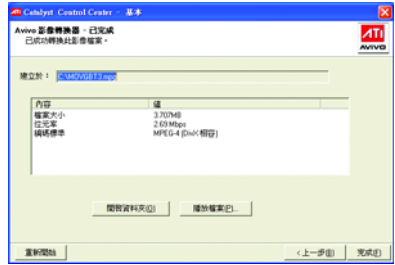 Catalyst Control Center - 基本
Avivo 影像轉換器 - 已完成
已成功轉換此影像檔案。
ATI
AVIVO
建立於：
內容 值
檔案大小 3.707MB
位元率 2.69 Mbps
編碼標準 MPEG-4 (DivX 相容)
開啟資料夾(O) 播放檔案(P)...
重新開始 <上一步(B) 完成(F)